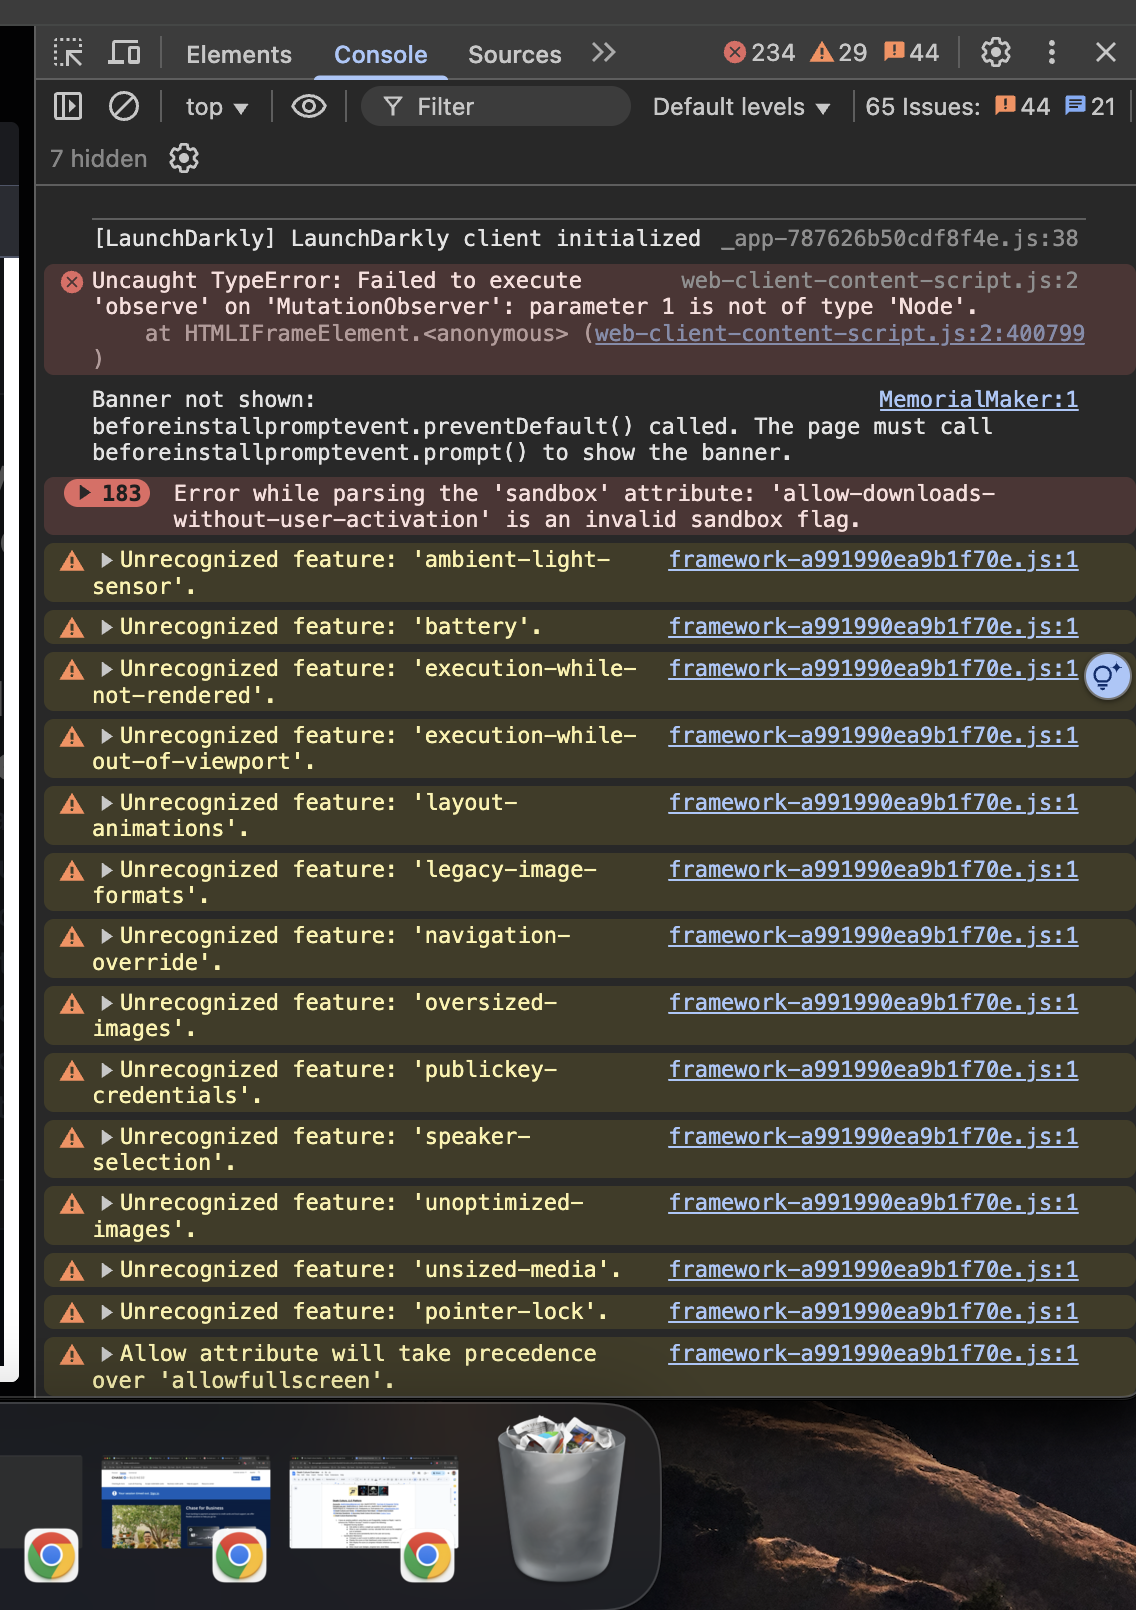 Elements Console Sources 234 29 44
top Filter Default levels 65 Issues: 44 21
7 hidden
[LaunchDarkly] LaunchDarkly client initialized _app-787626b50cdf8f4e.js:38
Uncaught TypeError: Failed to execute web-client-content-script.js:2
'observe' on 'MutationObserver': parameter 1 is not of type 'Node'.
at HTMLIFrameElement.<anonymous> (web-client-content-script.js:2:400799
)
Banner not shown: MemorialMaker:1
beforeinstallpromptevent.preventDefault() called. The page must call
beforeinstallpromptevent.prompt() to show the banner.
183 Error while parsing the 'sandbox' attribute: 'allow-downloads-
without-user-activation' is an invalid sandbox flag.
Unrecognized feature: 'ambient-light- framework-a991990ea9b1f70e.js:1
sensor'.
Unrecognized feature: 'battery'. framework-a991990ea9b1f70e.js:1
Unrecognized feature: 'execution-while- framework-a991990ea9b1f70e.js:1
not-rendered'.
Unrecognized feature: 'execution-while- framework-a991990ea9b1f70e.js:1
out-of-viewport'.
Unrecognized feature: 'layout- framework-a991990ea9b1f70e.js:1
animations'.
Unrecognized feature: 'legacy-image- framework-a991990ea9b1f70e.js:1
formats'.
Unrecognized feature: 'navigation- framework-a991990ea9b1f70e.js:1
override'.
Unrecognized feature: 'oversized- framework-a991990ea9b1f70e.js:1
images'.
Unrecognized feature: 'publickey- framework-a991990ea9b1f70e.js:1
credentials'.
Unrecognized feature: 'speaker- framework-a991990ea9b1f70e.js:1
selection'.
Unrecognized feature: 'unoptimized- framework-a991990ea9b1f70e.js:1
images'.
Unrecognized feature: 'unsized-media'. framework-a991990ea9b1f70e.js:1
Unrecognized feature: 'pointer-lock'. framework-a991990ea9b1f70e.js:1
Allow attribute will take precedence framework-a991990ea9b1f70e.js:1
over 'allowfullscreen'.
Chase for Business